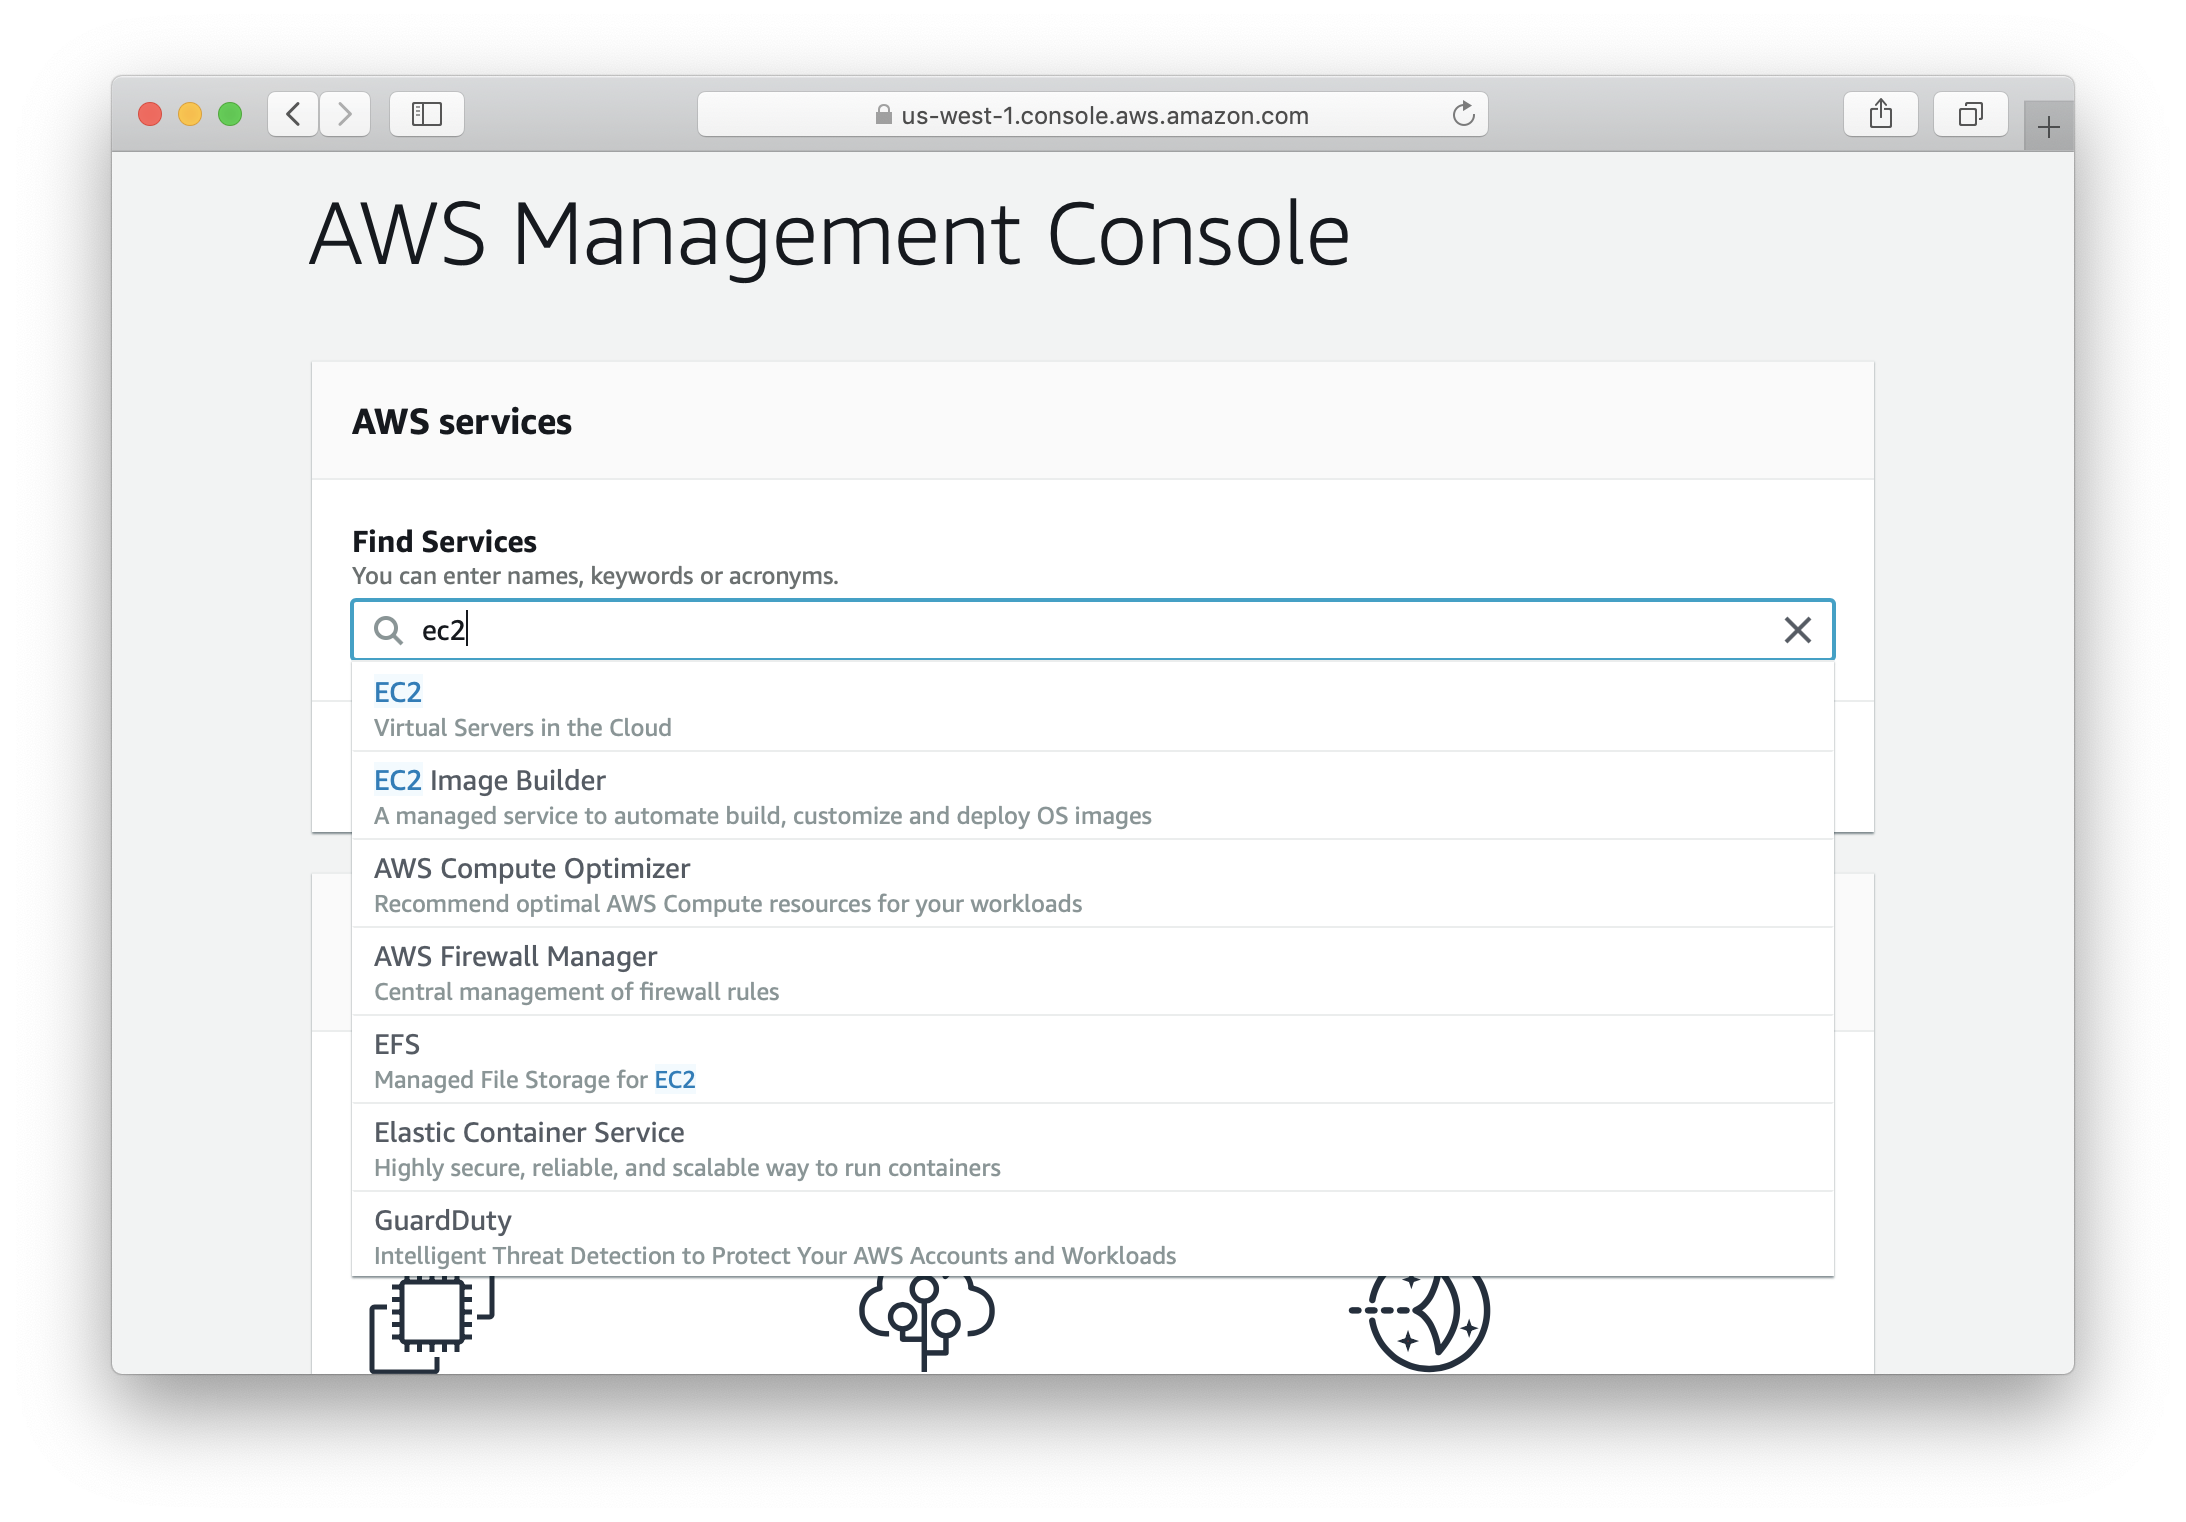 us-west-1.console.aws.amazon.com
AWS Management Console
AWS services
Find Services
You can enter names, keywords or acronyms.
ec2
EC2
Virtual Servers in the Cloud
EC2 Image Builder
A managed service to automate build, customize and deploy OS images
AWS Compute Optimizer
Recommend optimal AWS Compute resources for your workloads
AWS Firewall Manager
Central management of firewall rules
EFS
Managed File Storage for EC2
Elastic Container Service
Highly secure, reliable, and scalable way to run containers
GuardDuty
Intelligent Threat Detection to Protect Your AWS Accounts and Workloads